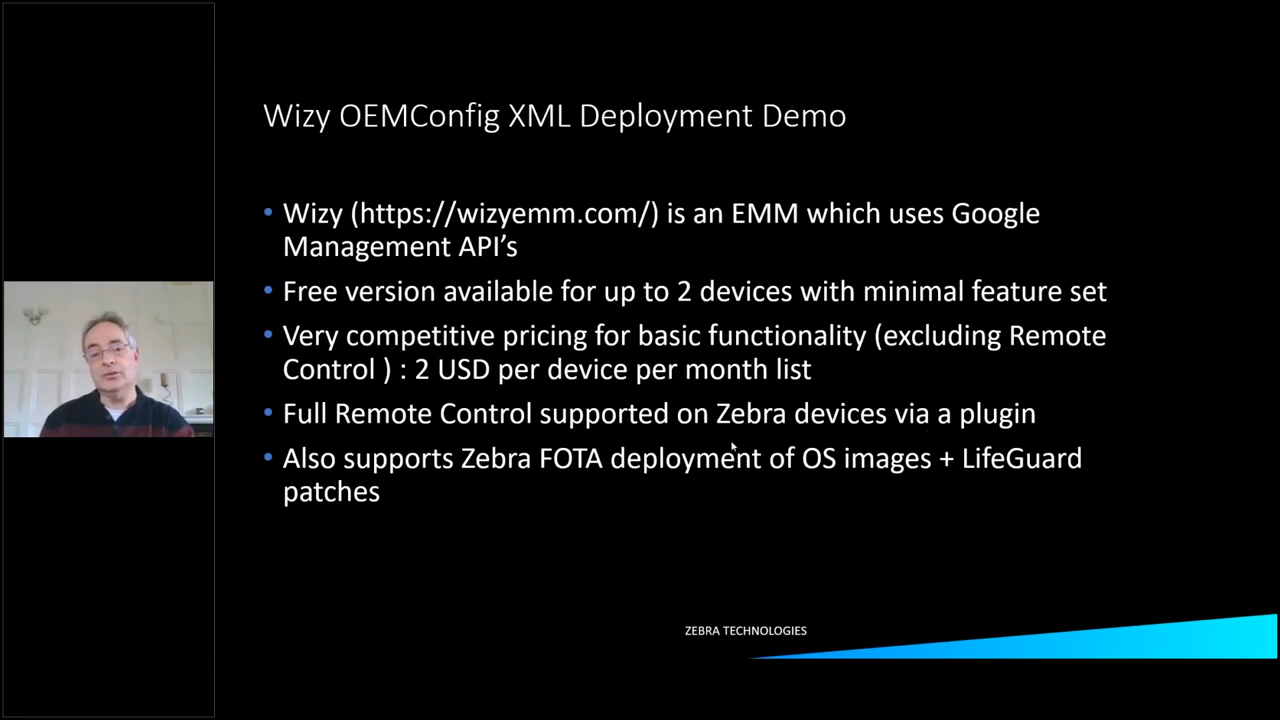 Wizy OEMConfig XML Deployment Demo
• Wizy (https://wizyemm.com/) is an EMM which uses Google
Management API’s
• Free version available for up to 2 devices with minimal feature set
• Very competitive pricing for basic functionality (excluding Remote
Control ) : 2 USD per device per month list
• Full Remote Control supported on Zebra devices via a plugin
• Also supports Zebra FOTA deployment of OS images + LifeGuard
patches
ZEBRA TECHNOLOGIES